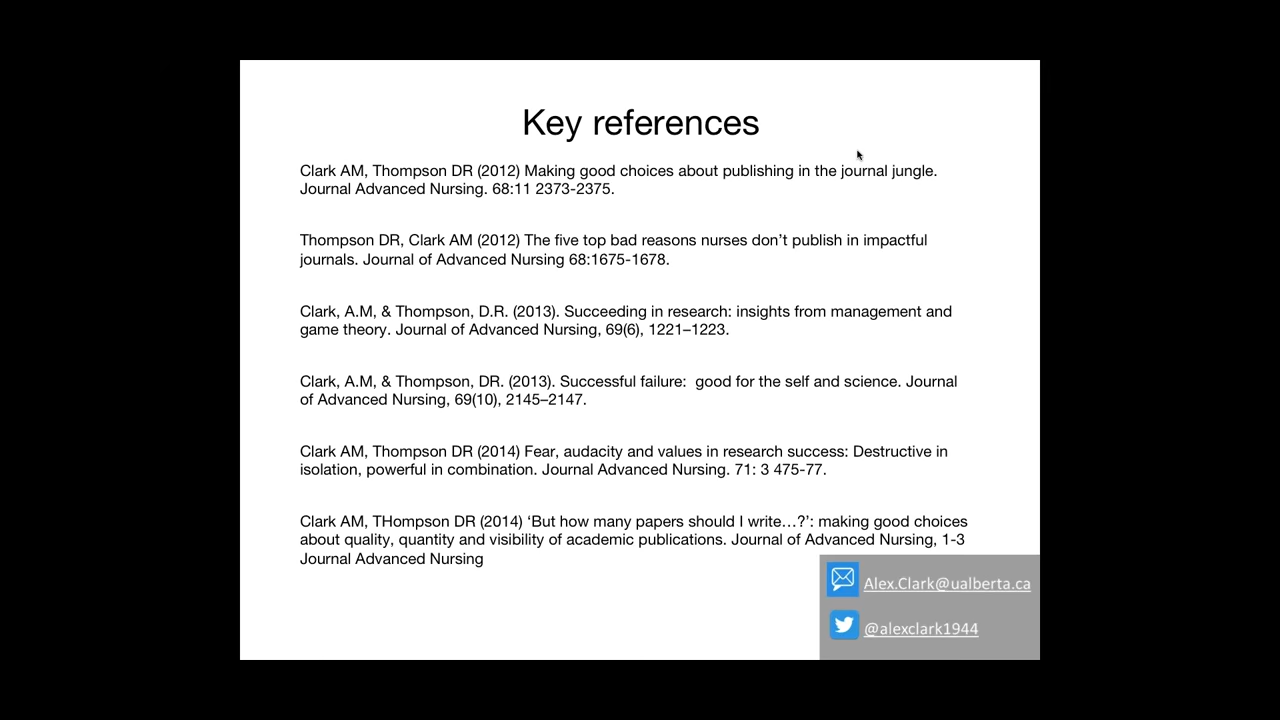 Key references
Clark AM, Thompson DR (2012) Making good choices about publishing in the journal jungle.
Journal Advanced Nursing. 68:11 2373-2375.
Thompson DR, Clark AM (2012) The five top bad reasons nurses don’t publish in impactful
journals. Journal of Advanced Nursing 68:1675-1678.
Clark, A.M, & Thompson, D.R. (2013). Succeeding in research: insights from management and
game theory. Journal of Advanced Nursing, 69(6), 1221–1223.
Clark, A.M, & Thompson, DR. (2013). Successful failure:  good for the self and science. Journal
of Advanced Nursing, 69(10), 2145–2147.
Clark AM, Thompson DR (2014) Fear, audacity and values in research success: Destructive in
isolation, powerful in combination. Journal Advanced Nursing. 71: 3 475-77.
Clark AM, THompson DR (2014) ‘But how many papers should I write…?’: making good choices
about quality, quantity and visibility of academic publications. Journal of Advanced Nursing, 1-3
Journal Advanced Nursing
Alex.Clark@ualberta.ca
@alexclark1944